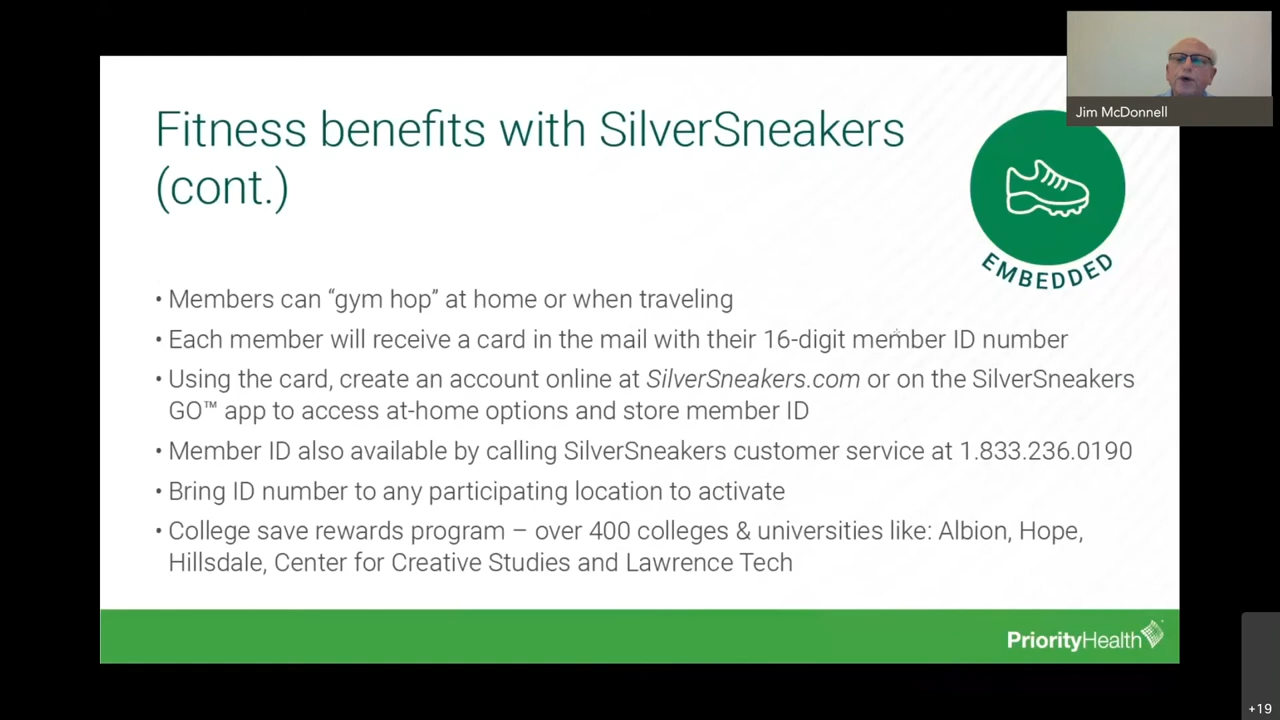 Jim McDonnell
Fitness benefits with SilverSneakers
(cont.)
EMBEDDED
• Members can “gym hop” at home or when traveling
• Each member will receive a card in the mail with their 16-digit member ID number
• Using the card, create an account online at SilverSneakers.com or on the SilverSneakers
GO™ app to access at-home options and store member ID
• Member ID also available by calling SilverSneakers customer service at 1.833.236.0190
• Bring ID number to any participating location to activate
• College save rewards program – over 400 colleges & universities like: Albion, Hope,
Hillsdale, Center for Creative Studies and Lawrence Tech
PriorityHealth
+19